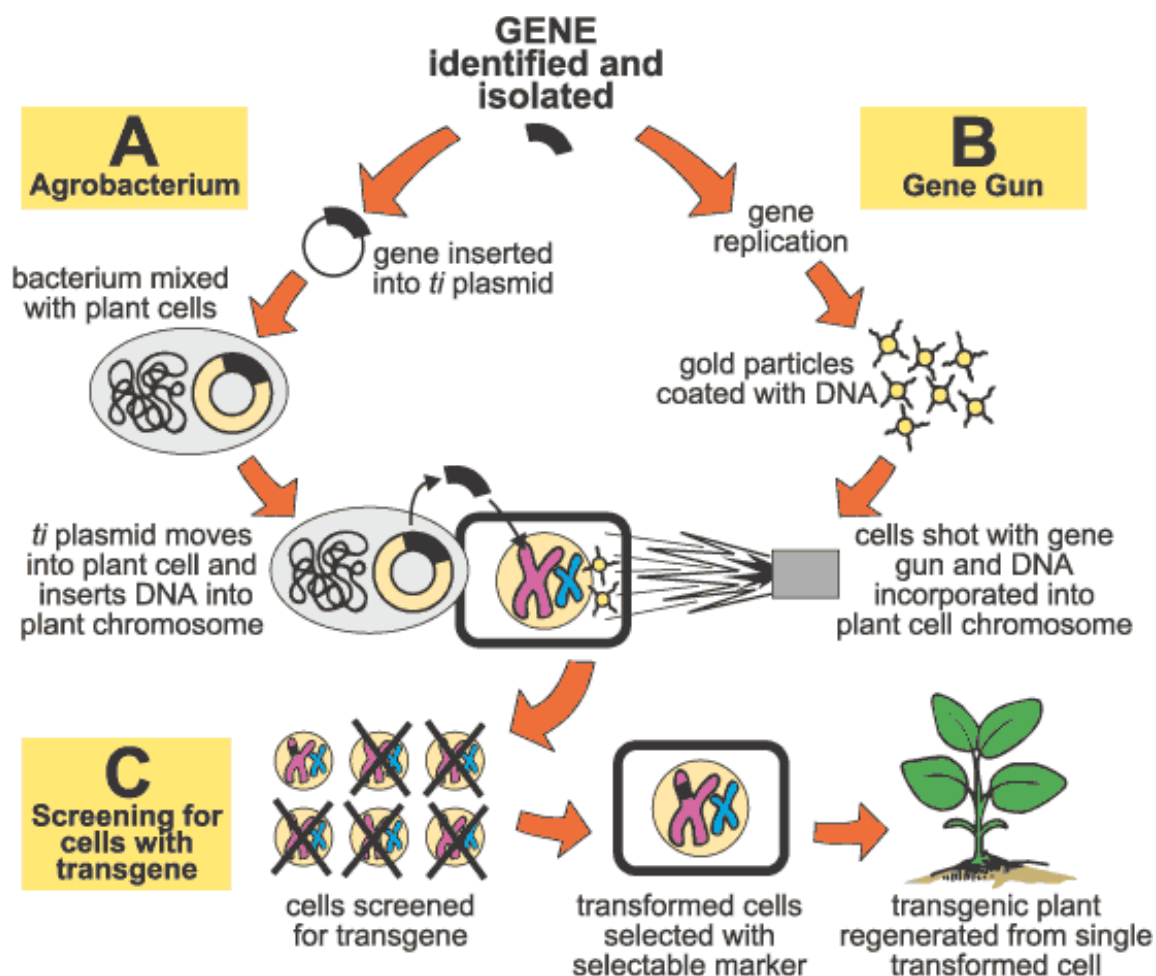 GENE
identified and
isolated
A
Agrobacterium
B
Gene Gun
gene inserted
into ti plasmid
gene
replication
bacterium mixed
with plant cells
gold particles
coated with DNA
ti plasmid moves
into plant cell and
inserts DNA into
plant chromosome
cells shot with gene
gun and DNA
incorporated into
plant cell chromosome
C
Screening for
cells with
transgene
cells screened
for transgene
transformed cells
selected with
selectable marker
transgenic plant
regenerated from single
transformed cell